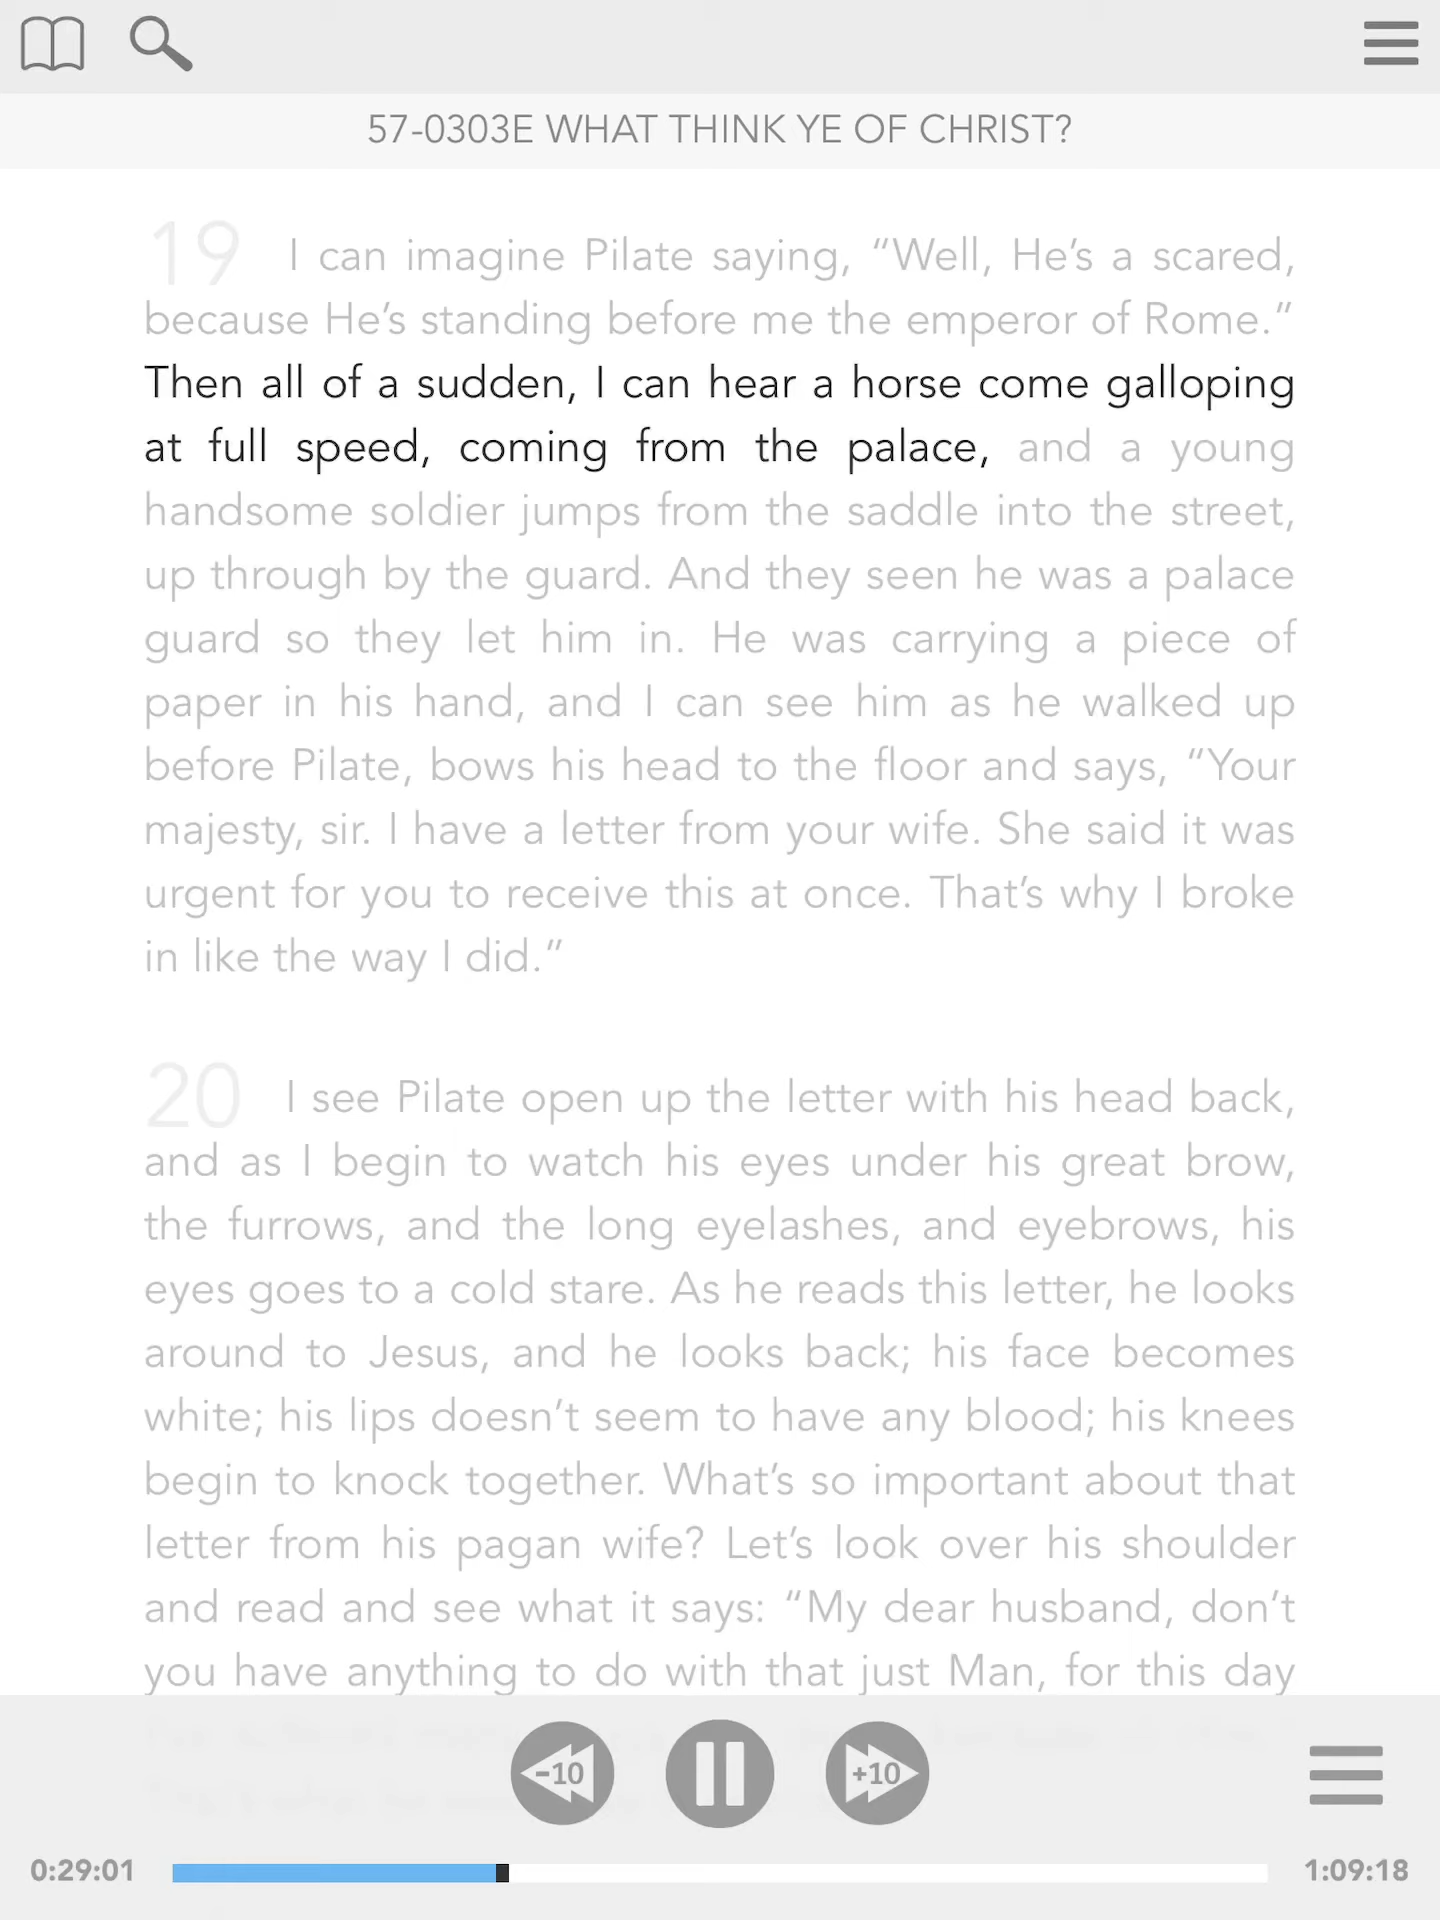 57-0303E WHAT THINK YE OF CHRIST?
19 I can imagine Pilate saying, “Well, He’s a scared,
because He’s standing before me the emperor of Rome.”
Then all of a sudden, I can hear a horse come galloping
at full speed, coming from the palace, and a young
handsome soldier jumps from the saddle into the street,
up through by the guard. And they seen he was a palace
guard so they let him in. He was carrying a piece of
paper in his hand, and I can see him as he walked up
before Pilate, bows his head to the floor and says, “Your
majesty, sir. I have a letter from your wife. She said it was
urgent for you to receive this at once. That’s why I broke
in like the way I did.”
20 I see Pilate open up the letter with his head back,
and as I begin to watch his eyes under his great brow,
the furrows, and the long eyelashes, and eyebrows, his
eyes goes to a cold stare. As he reads this letter, he looks
around to Jesus, and he looks back; his face becomes
white; his lips doesn’t seem to have any blood; his knees
begin to knock together. What’s so important about that
letter from his pagan wife? Let’s look over his shoulder
and read and see what it says: “My dear husband, don’t
you have anything to do with that just Man, for this day
-10 +10
0:29:01 1:09:18